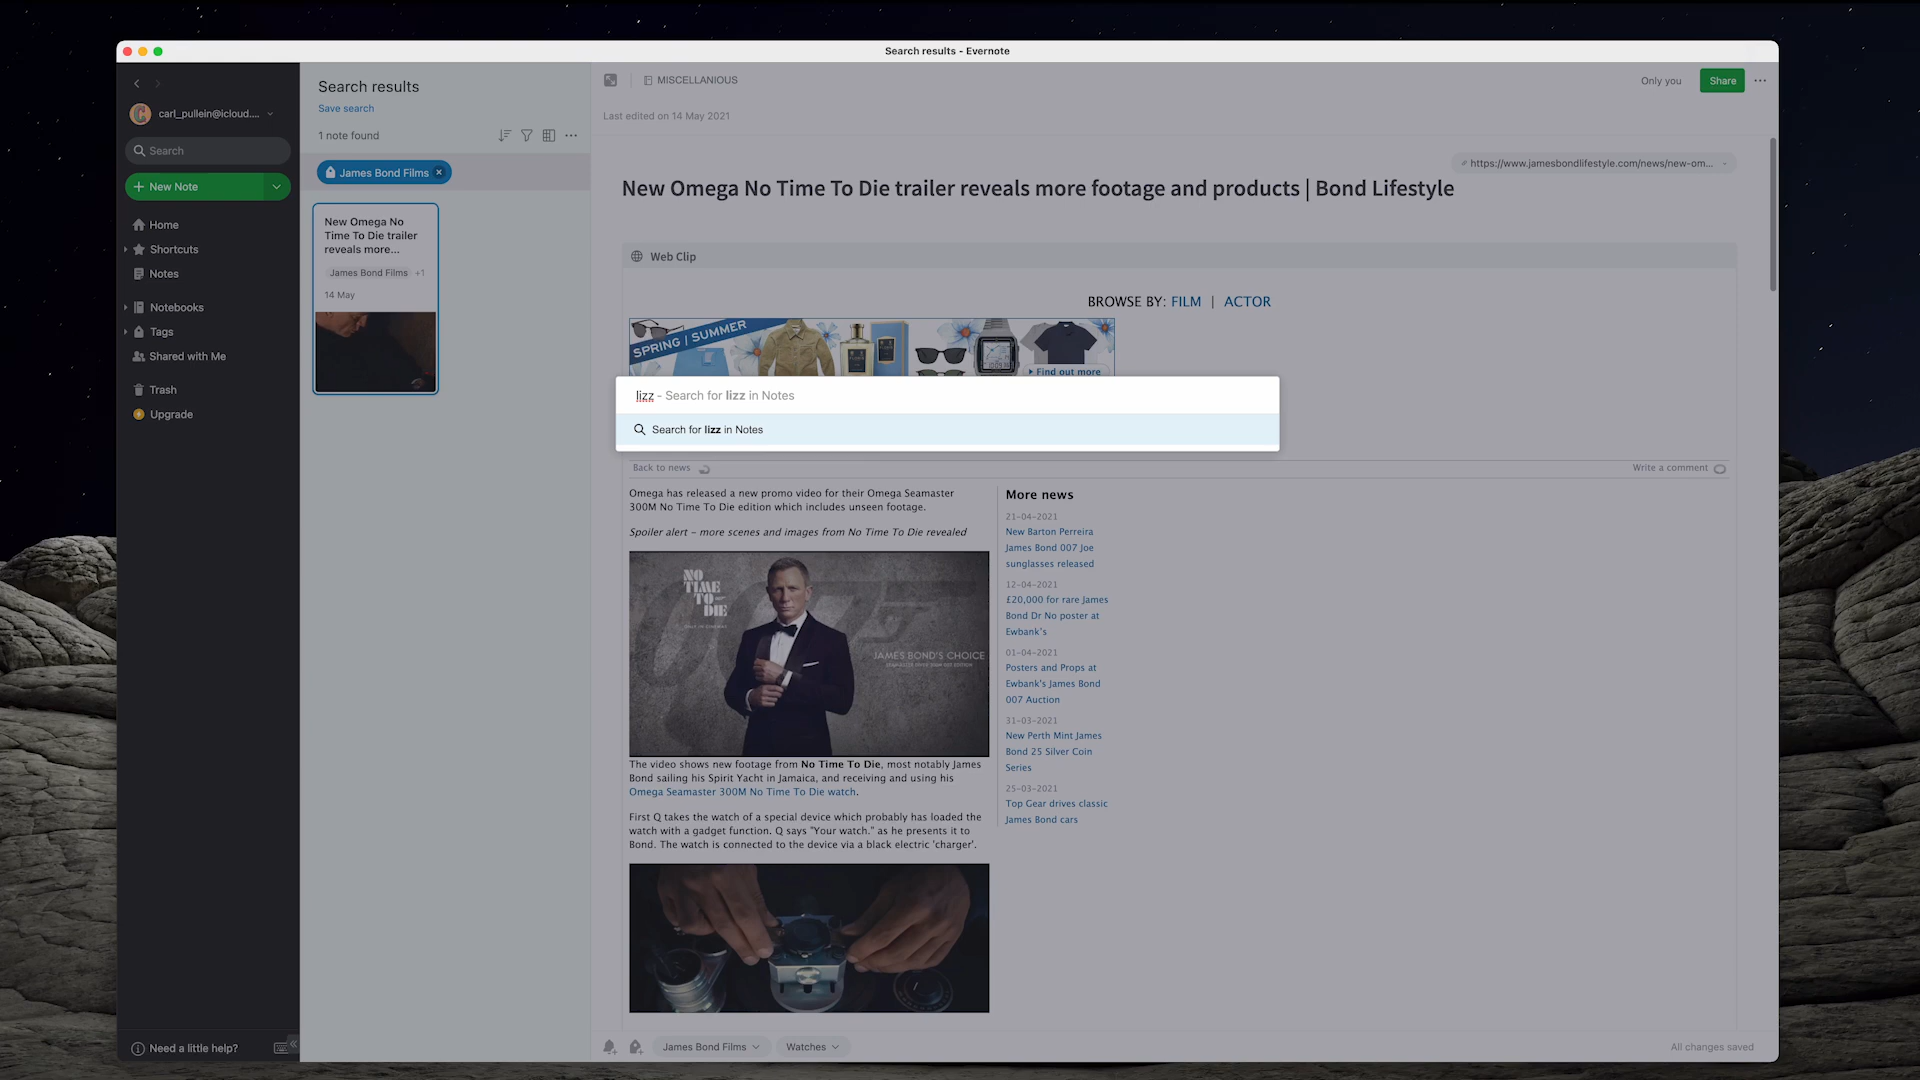 Search results - Evernote
carl_pullein@icloud....
Search
New Note
Home
Shortcuts
Notes
Notebooks
Tags
Shared with Me
Trash
Upgrade
Need a little help?
Search results
Save search
1 note found
James Bond Films
New Omega No
Time To Die trailer
reveals more...
James Bond Films +1
14 May
MISCELLANIOUS
Only you
Share
Last edited on 14 May 2021
https://www.jamesbondlifestyle.com/news/new-om...
New Omega No Time To Die trailer reveals more footage and products | Bond Lifestyle
Web Clip
BROWSE BY: FILM | ACTOR
SPRING / SUMMER
Find out more
lizz - Search for lizz in Notes
Search for lizz in Notes
Back to news
Write a comment
Omega has released a new promo video for their Omega Seamaster
300M No Time To Die edition which includes unseen footage.
Spoiler alert – more scenes and images from No Time To Die revealed
NO
TIME
TO
DIE
JAMES BOND'S CHOICE
The video shows new footage from No Time To Die, most notably James
Bond sailing his Spirit Yacht in Jamaica, and receiving and using his
Omega Seamaster 300M No Time To Die watch.
First Q takes the watch of a special device which probably has loaded the
watch with a gadget function. Q says "Your watch." as he presents it to
Bond. The watch is connected to the device via a black electric 'charger'.
More news
21-04-2021
New Barton Perreira
James Bond 007 Joe
sunglasses released
12-04-2021
£20,000 for rare James
Bond Dr No poster at
Ewbank's
01-04-2021
Posters and Props at
Ewbank's James Bond
007 Auction
31-03-2021
New Perth Mint James
Bond 25 Silver Coin
Series
25-03-2021
Top Gear drives classic
James Bond cars
James Bond Films
Watches
All changes saved